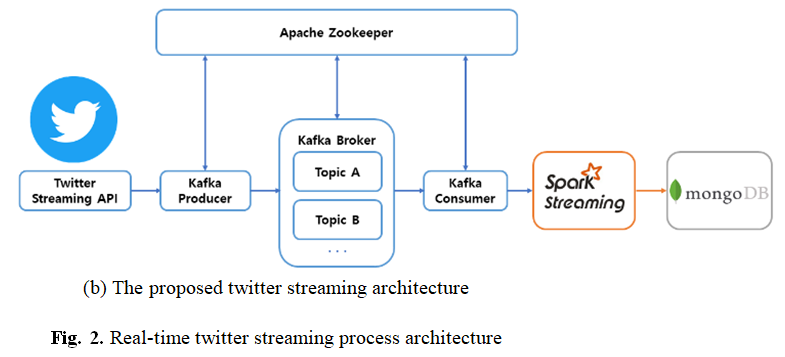 Apache Zookeeper
Kafka Broker
Topic A
Twitter
Streaming API
Kafka
Producer
Kafka
Consumer
Spark
Streaming
mongoDB
Topic B
...
(b) The proposed twitter streaming architecture
Fig. 2. Real-time twitter streaming process architecture